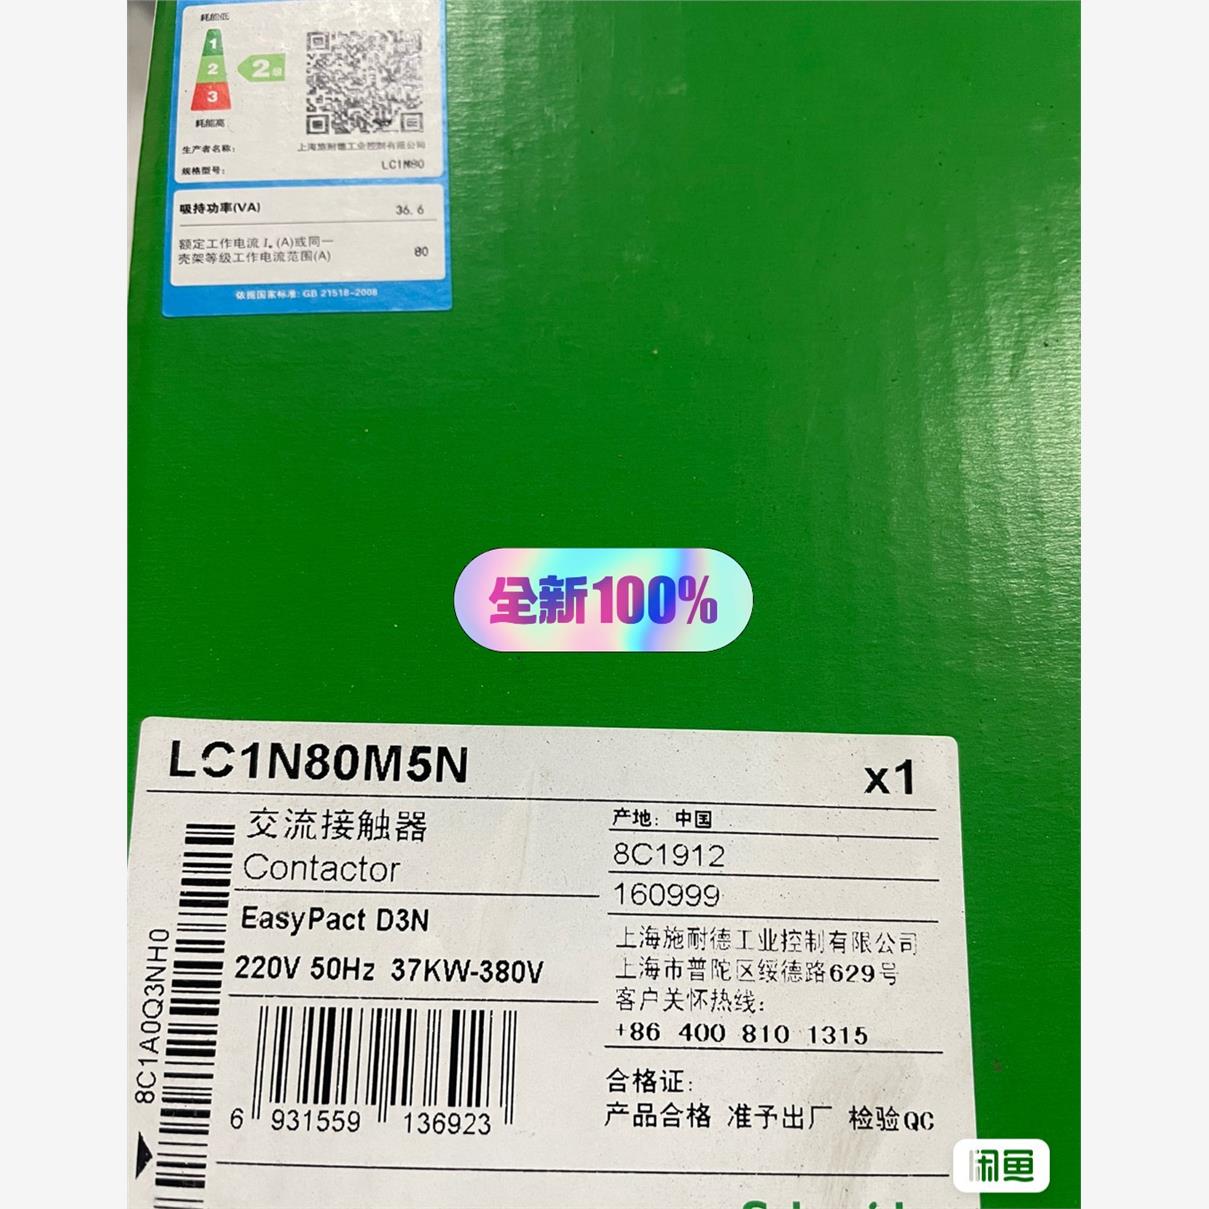 耗能低
1
2
3
2级
耗能高
生产者名称:
上海施耐德工业控制有限公司
规格型号:
LC1N80
吸持功率(VA)
36.6
额定工作电流 Iₑ (A)或同一
壳架等级工作电流范围(A)
80
依据国家标准: GB 21518-2008
全新100%
LC1N80M5N
x1
交流接触器
Contactor
EasyPact D3N
220V 50Hz 37KW-380V
6 931559 136923
8C1A0Q3NH0
产地: 中国
8C1912
160999
上海施耐德工业控制有限公司
上海市普陀区绥德路629号
客户关怀热线:
+86 400 810 1315
合格证:
产品合格 准予出厂 检验QC
闲鱼